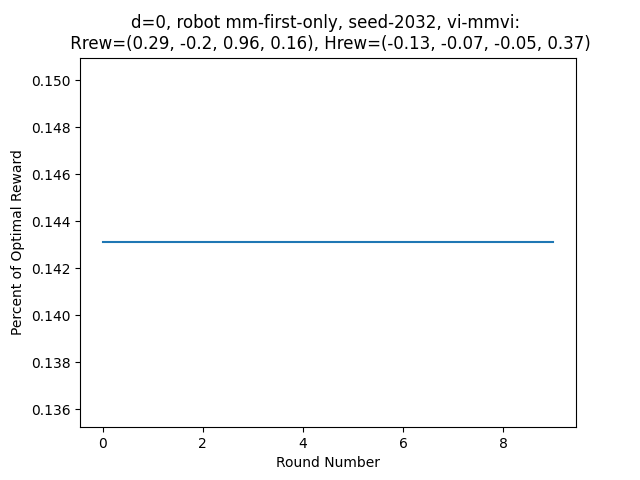 d=0, robot mm-first-only, seed-2032, vi-mmvi:
Rrew=(0.29, -0.2, 0.96, 0.16), Hrew=(-0.13, -0.07, -0.05, 0.37)
Percent of Optimal Reward
0.150
0.148
0.146
0.144
0.142
0.140
0.138
0.136
0 2 4 6 8
Round Number